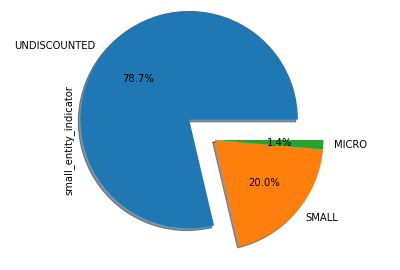 UNDISCOUNTED
78.7%
small_entity_indicator
1.4%
MICRO
20.0%
SMALL